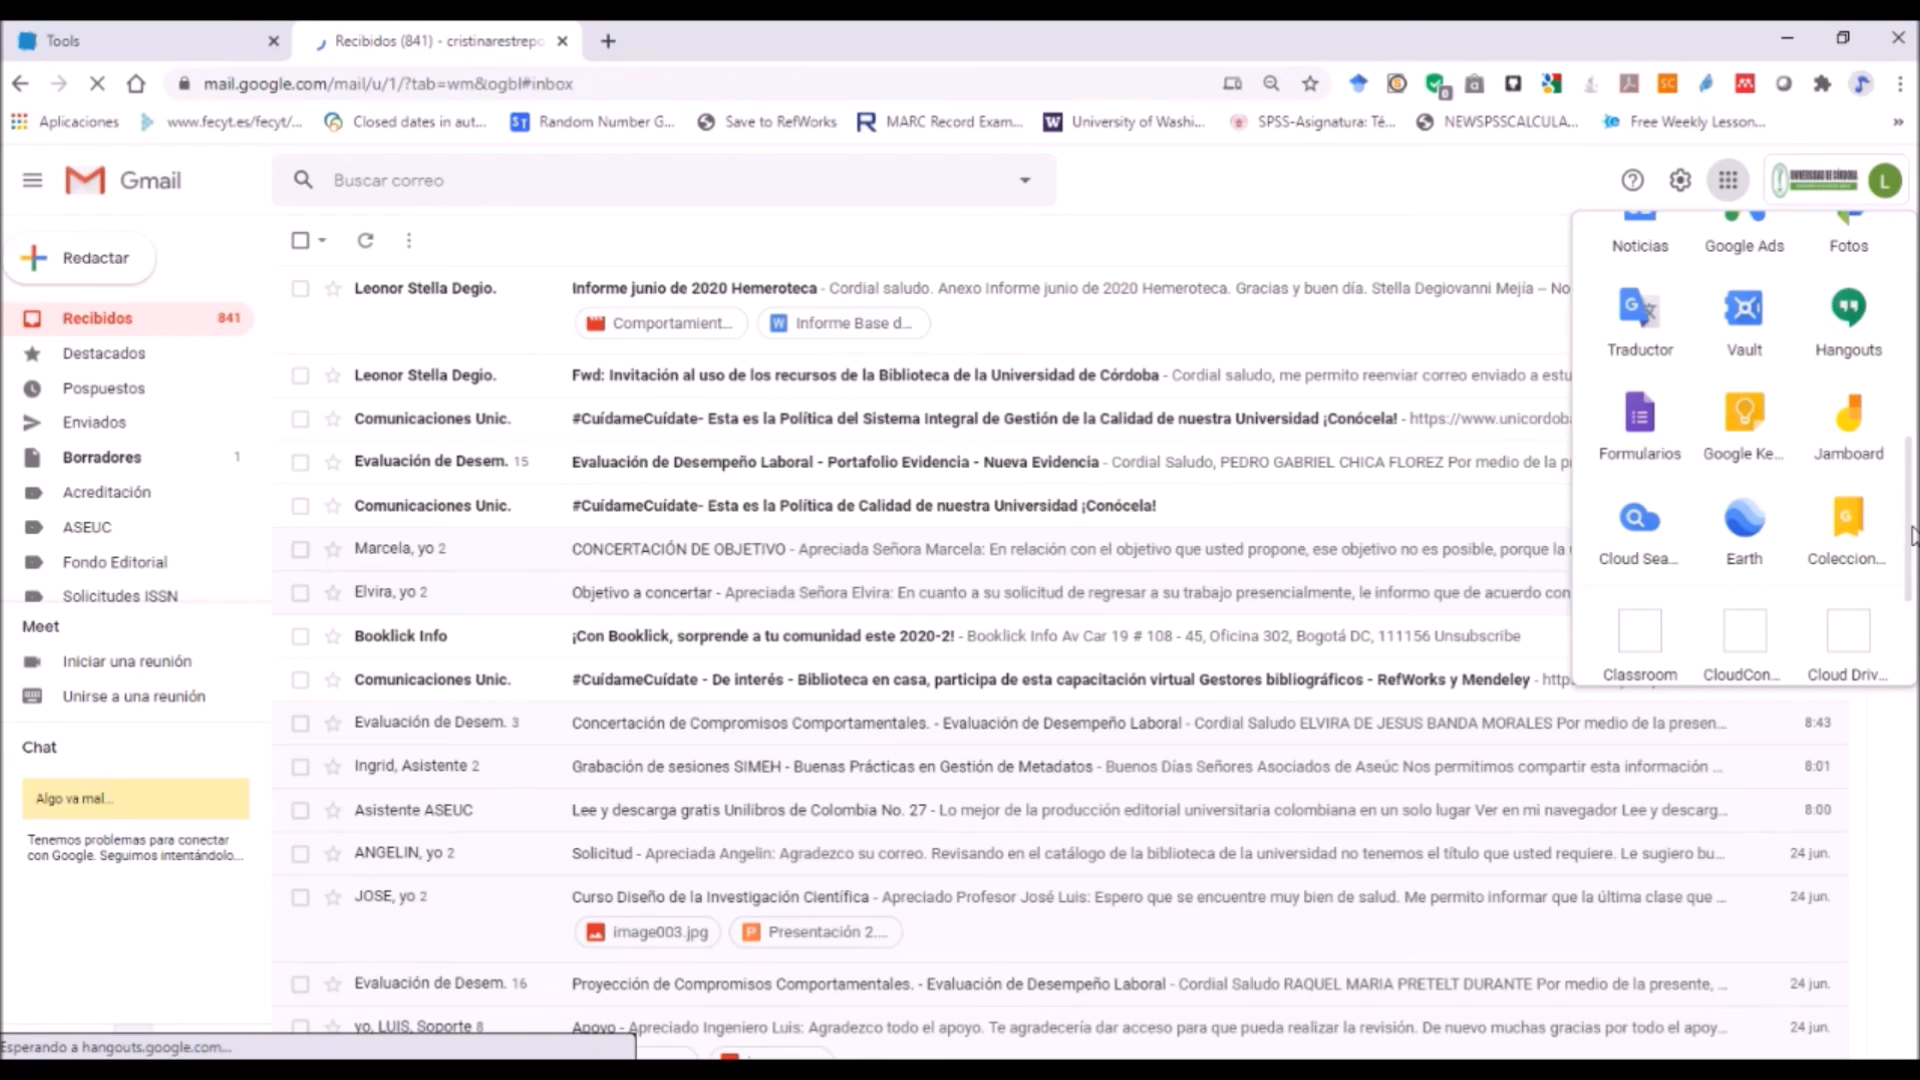 Tools
Recibidos (841) - cristinarestrepo
mail.google.com/mail/u/1/?tab=wm&ogbl#inbox
Aplicaciones
www.fecyt.es/fecyt/...
Closed dates in aut...
ST Random Number G...
Save to RefWorks
R MARC Record Exam...
W University of Washi...
SPSS-Asignatura: Té...
NEWSPSSCALCULA...
Free Weekly Lesson...
»
Gmail
Buscar correo
UNIVERSIDAD DE CÓRDOBA
L
Redactar
Recibidos 841
Destacados
Pospuestos
Enviados
Borradores 1
Acreditación
ASEUC
Fondo Editorial
Solicitudes ISSN
Meet
Iniciar una reunión
Unirse a una reunión
Chat
Algo va mal...
Tenemos problemas para conectar
con Google. Seguimos intentándolo...
Leonor Stella Degio. Informe junio de 2020 Hemeroteca - Cordial saludo. Anexo Informe junio de 2020 Hemeroteca. Gracias y buen día. Stella Degiovanni Mejía -- No
Comportamient... W Informe Base d...
Leonor Stella Degio. Fwd: Invitación al uso de los recursos de la Biblioteca de la Universidad de Córdoba - Cordial saludo, me permito reenviar correo enviado a estu
Comunicaciones Unic. #CuídameCuídate- Esta es la Política del Sistema Integral de Gestión de la Calidad de nuestra Universidad ¡Conócela! - https://www.unicordob
Evaluación de Desem. 15 Evaluación de Desempeño Laboral - Portafolio Evidencia - Nueva Evidencia - Cordial Saludo, PEDRO GABRIEL CHICA FLOREZ Por medio de la p
Comunicaciones Unic. #CuídameCuídate- Esta es la Política de Calidad de nuestra Universidad ¡Conócela!
Marcela, yo 2 CONCERTACIÓN DE OBJETIVO - Apreciada Señora Marcela: En relación con el objetivo que usted propone, ese objetivo no es posible, porque la
Elvira, yo 2 Objetivo a concertar - Apreciada Señora Elvira: En cuanto a su solicitud de regresar a su trabajo presencialmente, le informo que de acuerdo con
Booklick Info ¡Con Booklick, sorprende a tu comunidad este 2020-2! - Booklick Info Av Car 19 # 108 - 45, Oficina 302, Bogotá DC, 111156 Unsubscribe
Comunicaciones Unic. #CuídameCuídate - De interés - Biblioteca en casa, participa de esta capacitación virtual Gestores bibliográficos - RefWorks y Mendeley - http
Evaluación de Desem. 3 Concertación de Compromisos Comportamentales. - Evaluación de Desempeño Laboral - Cordial Saludo ELVIRA DE JESUS BANDA MORALES Por medio de la presen... 8:43
Ingrid, Asistente 2 Grabación de sesiones SIMEH - Buenas Prácticas en Gestión de Metadatos - Buenos Días Señores Asociados de Aseúc Nos permitimos compartir esta información ... 8:01
Asistente ASEUC Lee y descarga gratis Unilibros de Colombia No. 27 - Lo mejor de la producción editorial universitaria colombiana en un solo lugar Ver en mi navegador Lee y descarg... 8:00
ANGELIN, yo 2 Solicitud - Apreciada Angelin: Agradezco su correo. Revisando en el catálogo de la biblioteca de la universidad no tenemos el título que usted requiere. Le sugiero bu... 24 jun.
JOSE, yo 2 Curso Diseño de la Investigación Científica - Apreciado Profesor José Luis: Espero que se encuentre muy bien de salud. Me permito informar que la última clase que ... 24 jun.
image003.jpg P Presentación 2....
Evaluación de Desem. 16 Proyección de Compromisos Comportamentales. - Evaluación de Desempeño Laboral - Cordial Saludo RAQUEL MARIA PRETELT DURANTE Por medio de la presente, ... 24 jun.
yo, LUIS, Soporte 8 Apoyo - Apreciado Ingeniero Luis: Agradezco todo el apoyo. Te agradecería dar acceso para que pueda realizar la revisión. De nuevo muchas gracias por todo el apoy... 24 jun.
Noticias Google Ads Fotos
Traductor Vault Hangouts
Formularios Google Ke... Jamboard
Cloud Sea... Earth Coleccion...
Classroom CloudCon... Cloud Driv...
Esperando a hangouts.google.com...